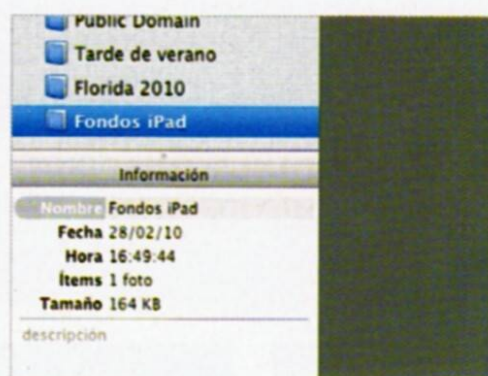 Public Domain
Tarde de verano
Florida 2010
Fondos iPad
Información
Nombre Fondos iPad
Fecha 28/02/10
Hora 16:49:44
Ítems 1 foto
Tamaño 164 KB
descripción